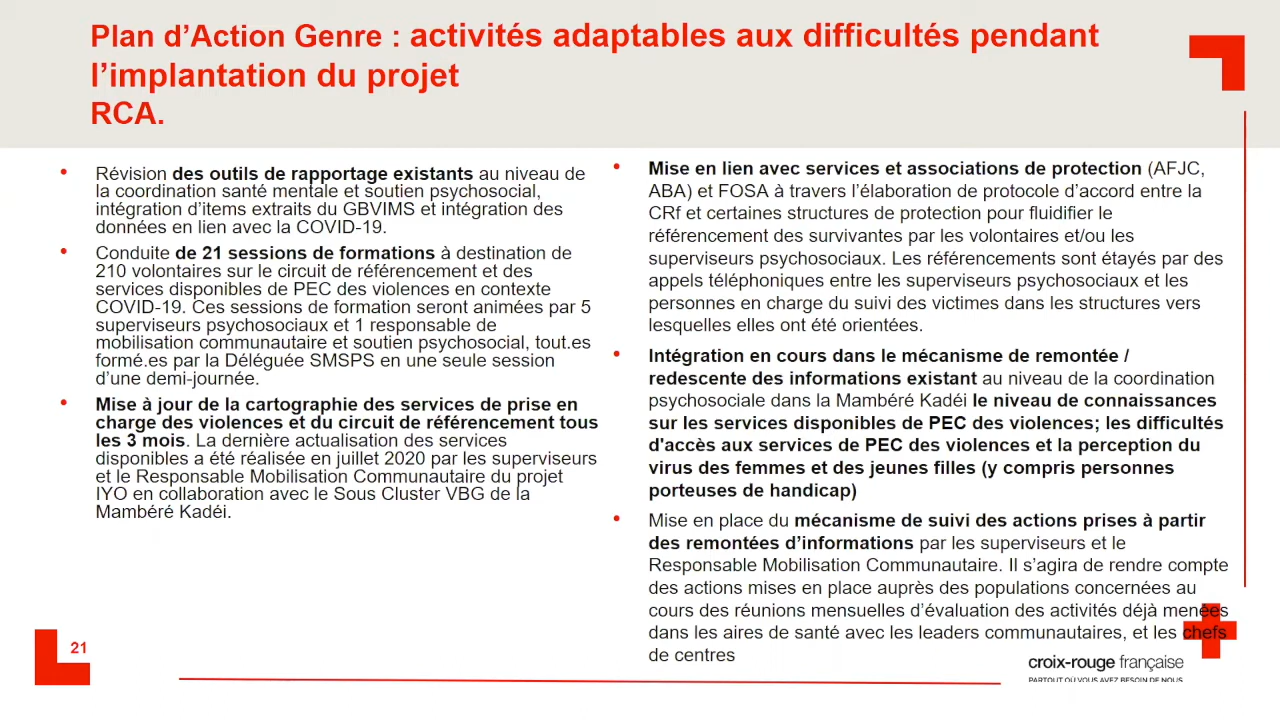 Plan d’Action Genre : activités adaptables aux difficultés pendant
l’implantation du projet
RCA.
• Révision des outils de rapportage existants au niveau de
la coordination santé mentale et soutien psychosocial,
intégration d’items extraits du GBVIMS et intégration des
données en lien avec la COVID-19.
• Conduite de 21 sessions de formations à destination de
210 volontaires sur le circuit de référencement et des
services disponibles de PEC des violences en contexte
COVID-19. Ces sessions de formation seront animées par 5
superviseurs psychosociaux et 1 responsable de
mobilisation communautaire et soutien psychosocial, tout.es
formé.es par la Déléguée SMSPS en une seule session
d’une demi-journée.
• Mise à jour de la cartographie des services de prise en
charge des violences et du circuit de référencement tous
les 3 mois. La dernière actualisation des services
disponibles a été réalisée en juillet 2020 par les superviseurs
et le Responsable Mobilisation Communautaire du projet
IYO en collaboration avec le Sous Cluster VBG de la
Mambéré Kadéi.
• Mise en lien avec services et associations de protection (AFJC,
ABA) et FOSA à travers l’élaboration de protocole d’accord entre la
CRf et certaines structures de protection pour fluidifier le
référencement des survivantes par les volontaires et/ou les
superviseurs psychosociaux. Les référencements sont étayés par des
appels téléphoniques entre les superviseurs psychosociaux et les
personnes en charge du suivi des victimes dans les structures vers
lesquelles elles ont été orientées.
• Intégration en cours dans le mécanisme de remontée /
redescente des informations existant au niveau de la coordination
psychosociale dans la Mambéré Kadéi le niveau de connaissances
sur les services disponibles de PEC des violences; les difficultés
d'accès aux services de PEC des violences et la perception du
virus des femmes et des jeunes filles (y compris personnes
porteuses de handicap)
• Mise en place du mécanisme de suivi des actions prises à partir
des remontées d’informations par les superviseurs et le
Responsable Mobilisation Communautaire. Il s’agira de rendre compte
des actions mises en place auprès des populations concernées au
cours des réunions mensuelles d’évaluation des activités déjà menées
dans les aires de santé avec les leaders communautaires, et les chefs
de centres
21
croix-rouge française
PARTOUT OÙ VOUS AVEZ BESOIN DE NOUS